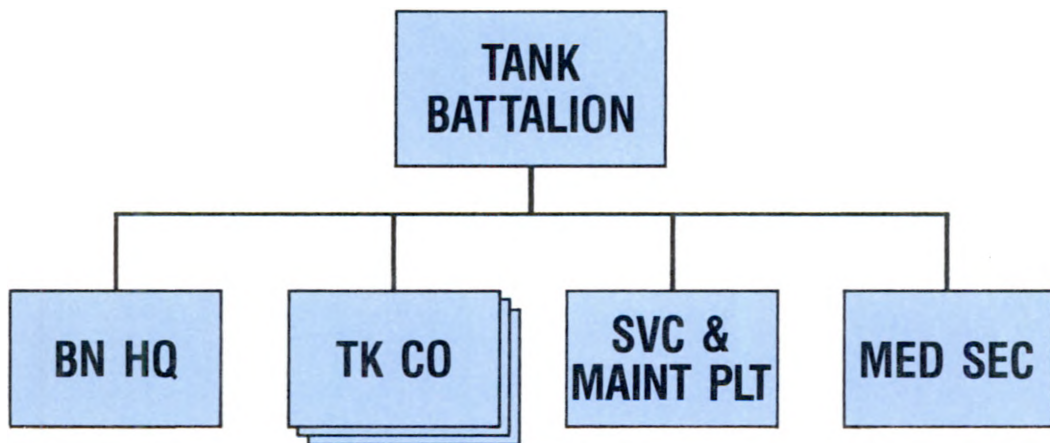 TANK
BATTALION
BN HQ
TK CO
SVC &
MAINT PLT
MED SEC